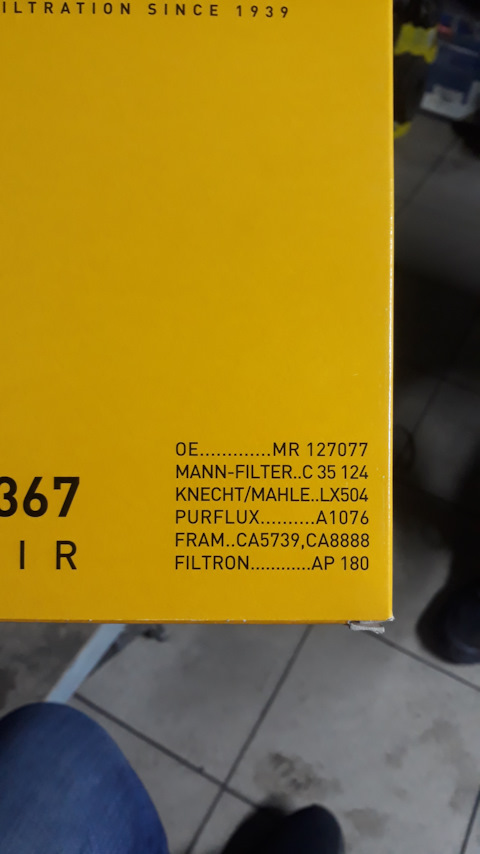 ILTRATION SINCE 1939
OE.............MR 127077
MANN-FILTER..C 35 124
KNECHT/MAHLE..LX504
PURFLUX..........A1076
FRAM..CA5739,CA8888
FILTRON............AP 180
367
IR